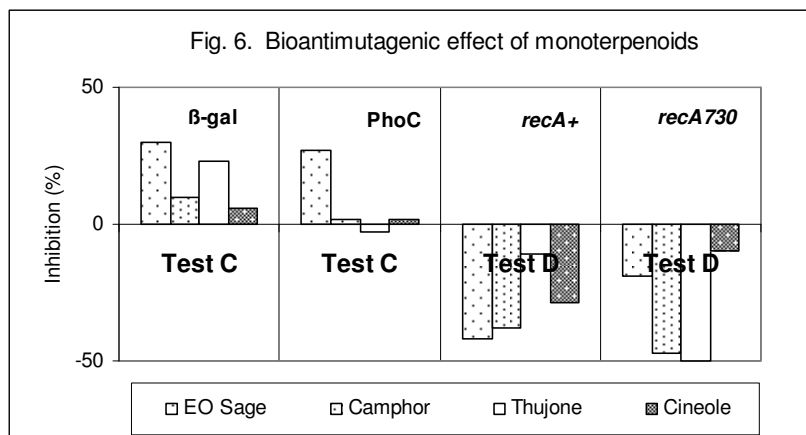 Fig. 6. Bioantimutagenic effect of monoterpenoids
50
ß-gal PhoC recA+ recA730
Inhibition (%)
0
Test C Test C Test D Test D
-50
EO Sage Camphor Thujone Cineole